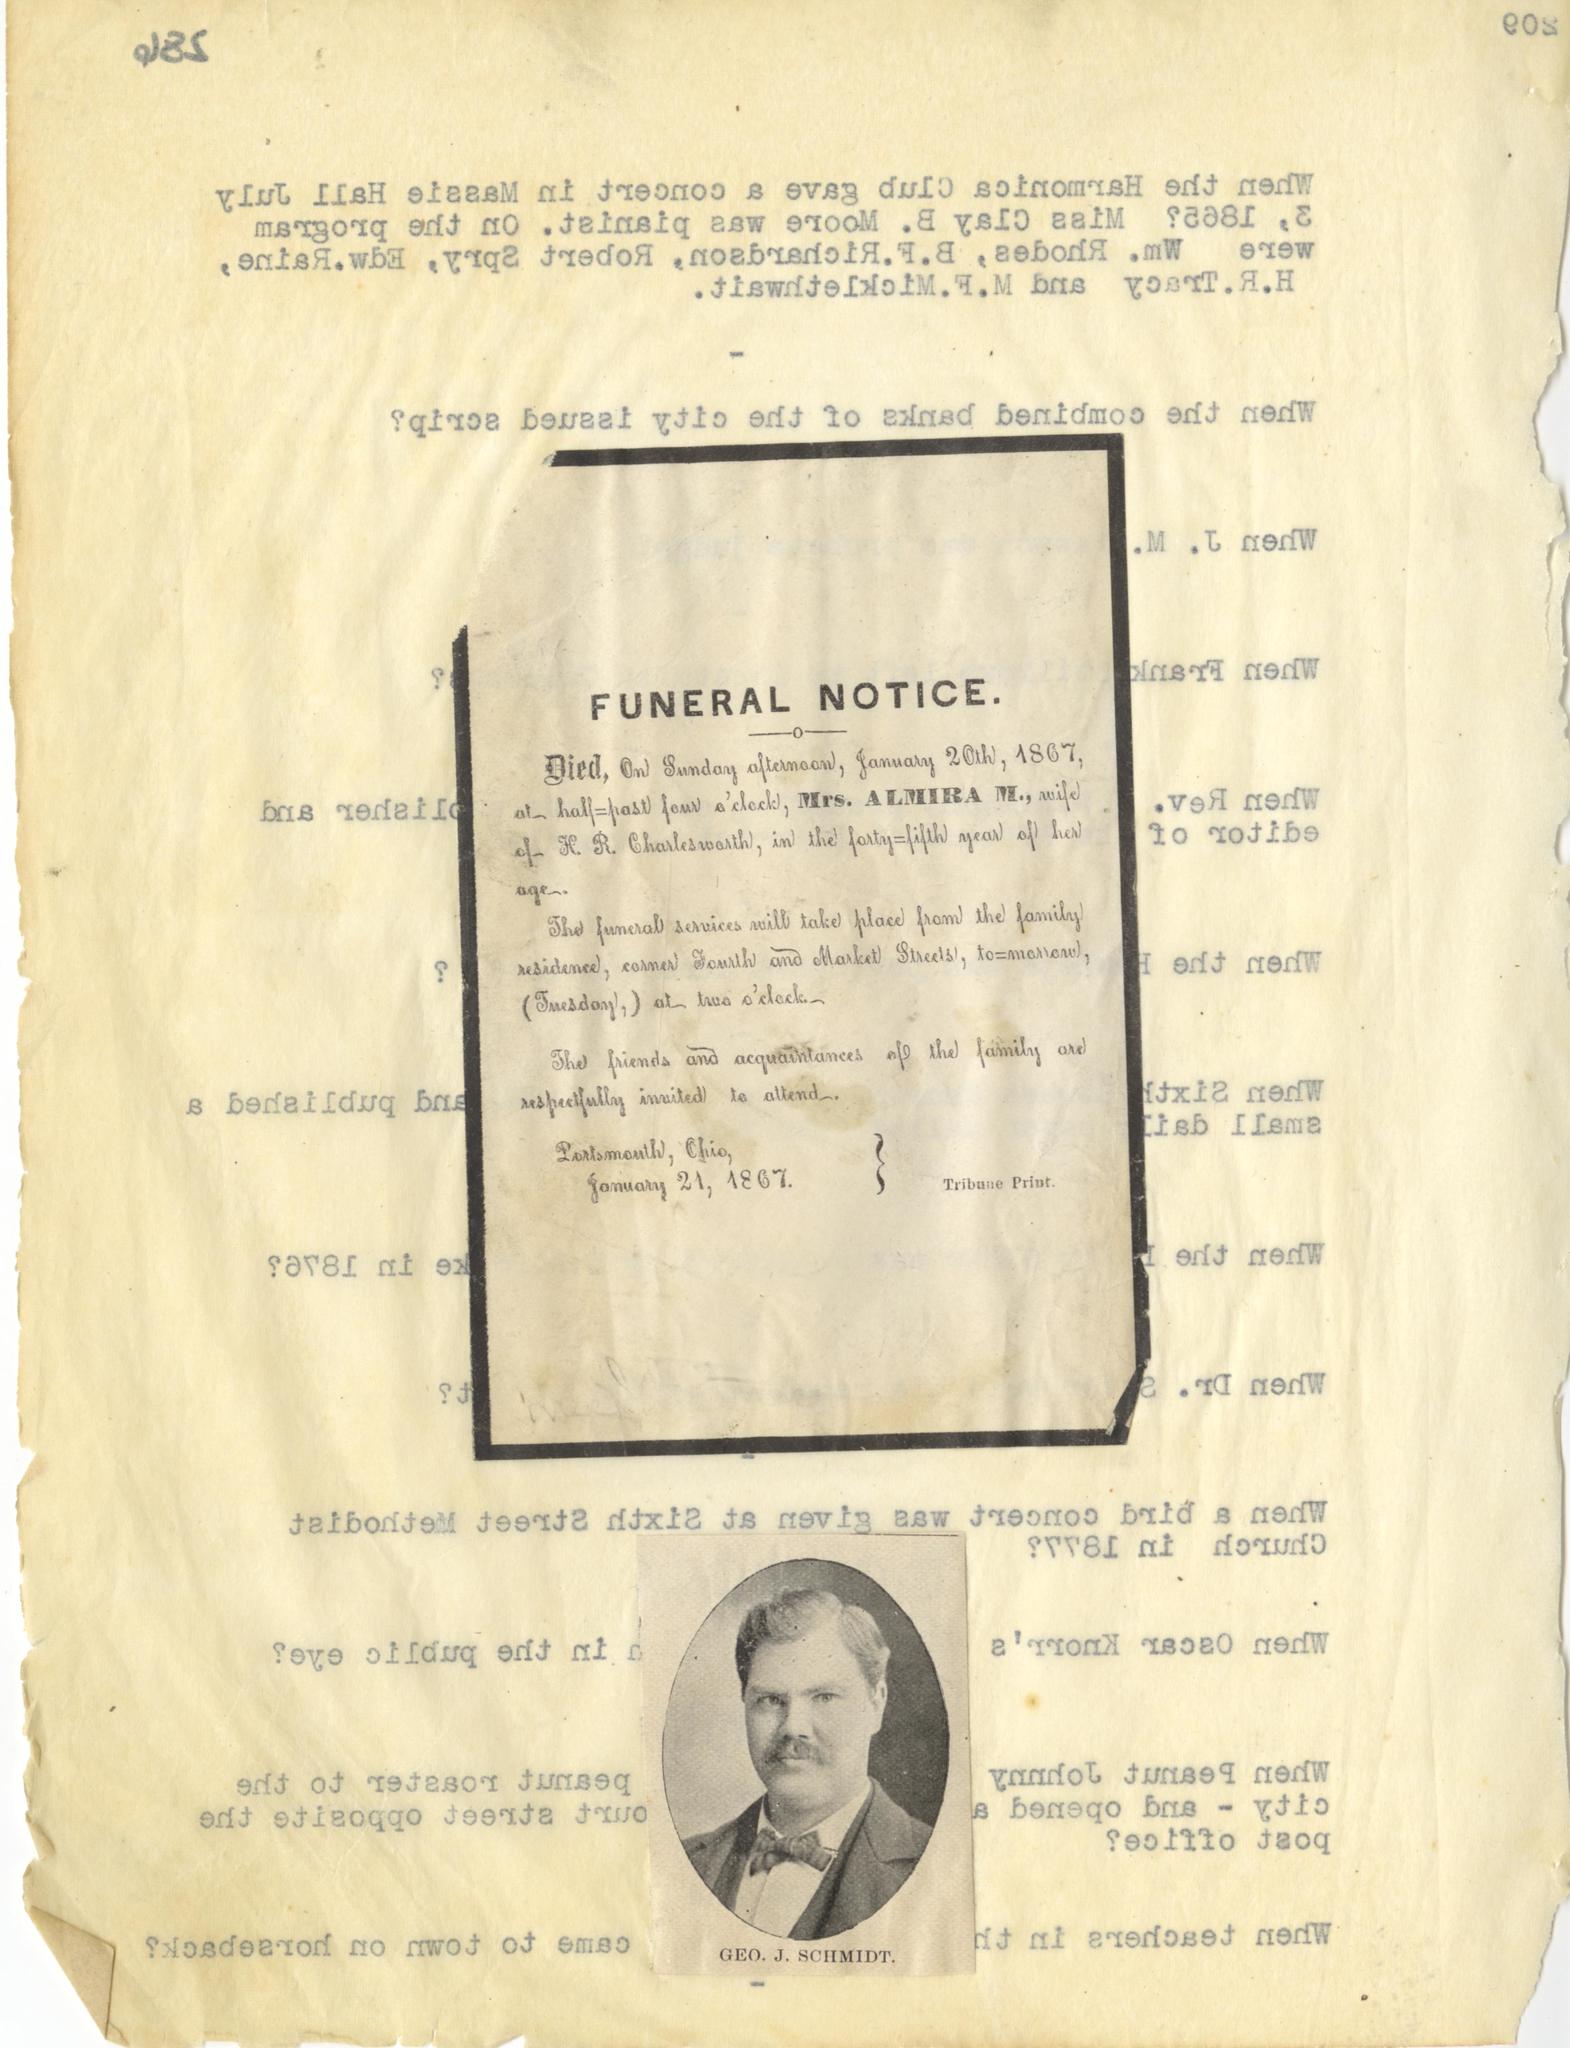 286
209
When the Harmonica Club gave a concert in Massie Hall July
3, 1865? Miss Clay B. Moore was pianist. On the program
were Wm. Rhodes, B.F.Richardson, Robert Spry, Edw.Raine,
H.R.Tracy and M.F.Micklethwait.
-
When the combined banks of the city issued scrip?
When J. M.
When Frank ?
When Rev. lisher and
editor of
When the ?
When Sixth and published a
small dail
When the ke in 1876?
When Dr. S t?
FUNERAL NOTICE.
Died, On Sunday afternoon, January 20th, 1867,
at half=past four o'clock, Mrs. ALMIRA M., wife
of H. R. Charlesworth, in the forty=fifth year of her
age.
The funeral services will take place from the family
residence, corner Fourth and Market Streets, to=morrow,
(Tuesday,) at two o'clock.
The friends and acquaintances of the family are
respectfully invited to attend.
Portsmouth, Ohio,
January 21, 1867. } Tribune Print.
When a bird concert was given at Sixth Street Methodist
Church in 1877?
When Oscar Knorr's in the public eye?
When Peanut Johnny peanut roaster to the
city - and opened a ourt street opposite the
post office?
When teachers in th came to town on horseback?
-
GEO. J. SCHMIDT.